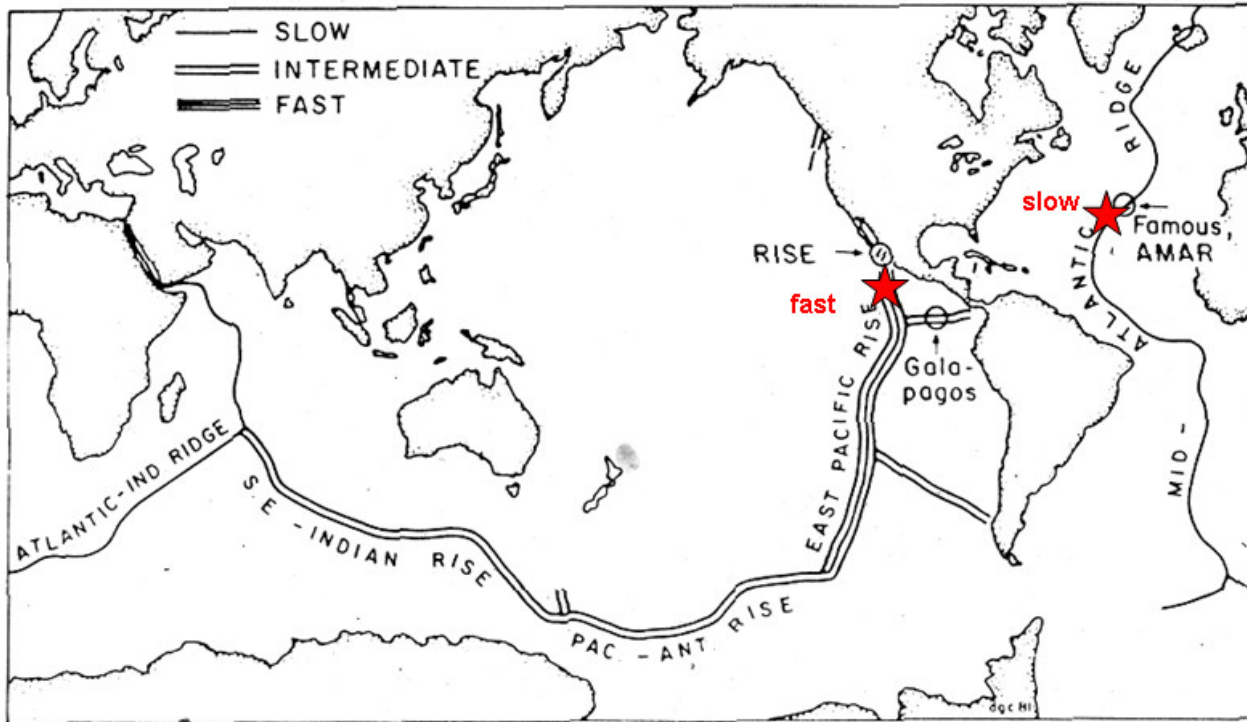 SLOW
INTERMEDIATE
FAST
RIDGE
slow
Famous,
AMAR
ATLANTIC
MID -
RISE
fast
Gala-
pagos
EAST PACIFIC RISE
ATLANTIC-IND RIDGE
S.E - INDIAN RISE
PAC. - ANT. RISE
dgc H1